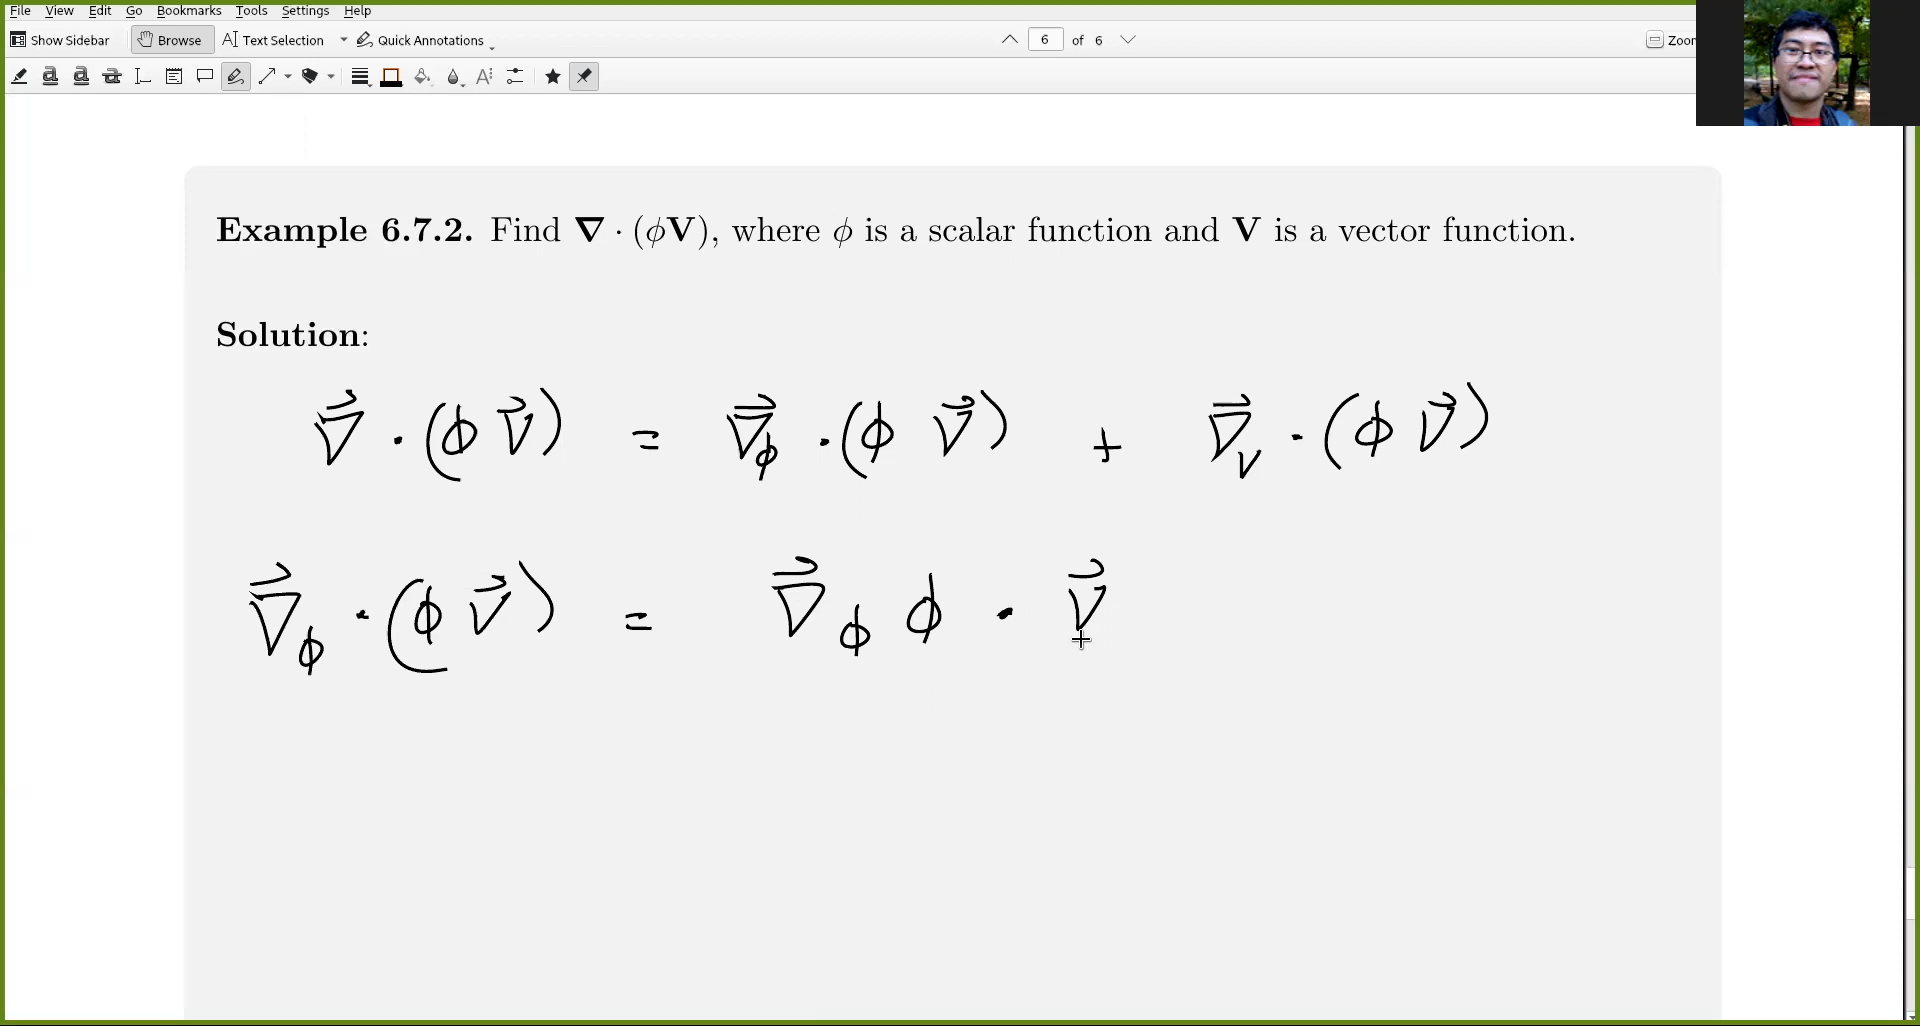 File View Edit Go Bookmarks Tools Settings Help
Show Sidebar Browse Text Selection Quick Annotations 6 of 6 Zoo
Example 6.7.2. Find ∇ · (ϕV), where ϕ is a scalar function and V is a vector function.
Solution:
∇⃗ · (ϕ V⃗) = ∇⃗_ϕ · (ϕ V⃗) + ∇⃗_V · (ϕ V⃗)
∇⃗_ϕ · (ϕ V⃗) = ∇⃗_ϕ ϕ · V⃗